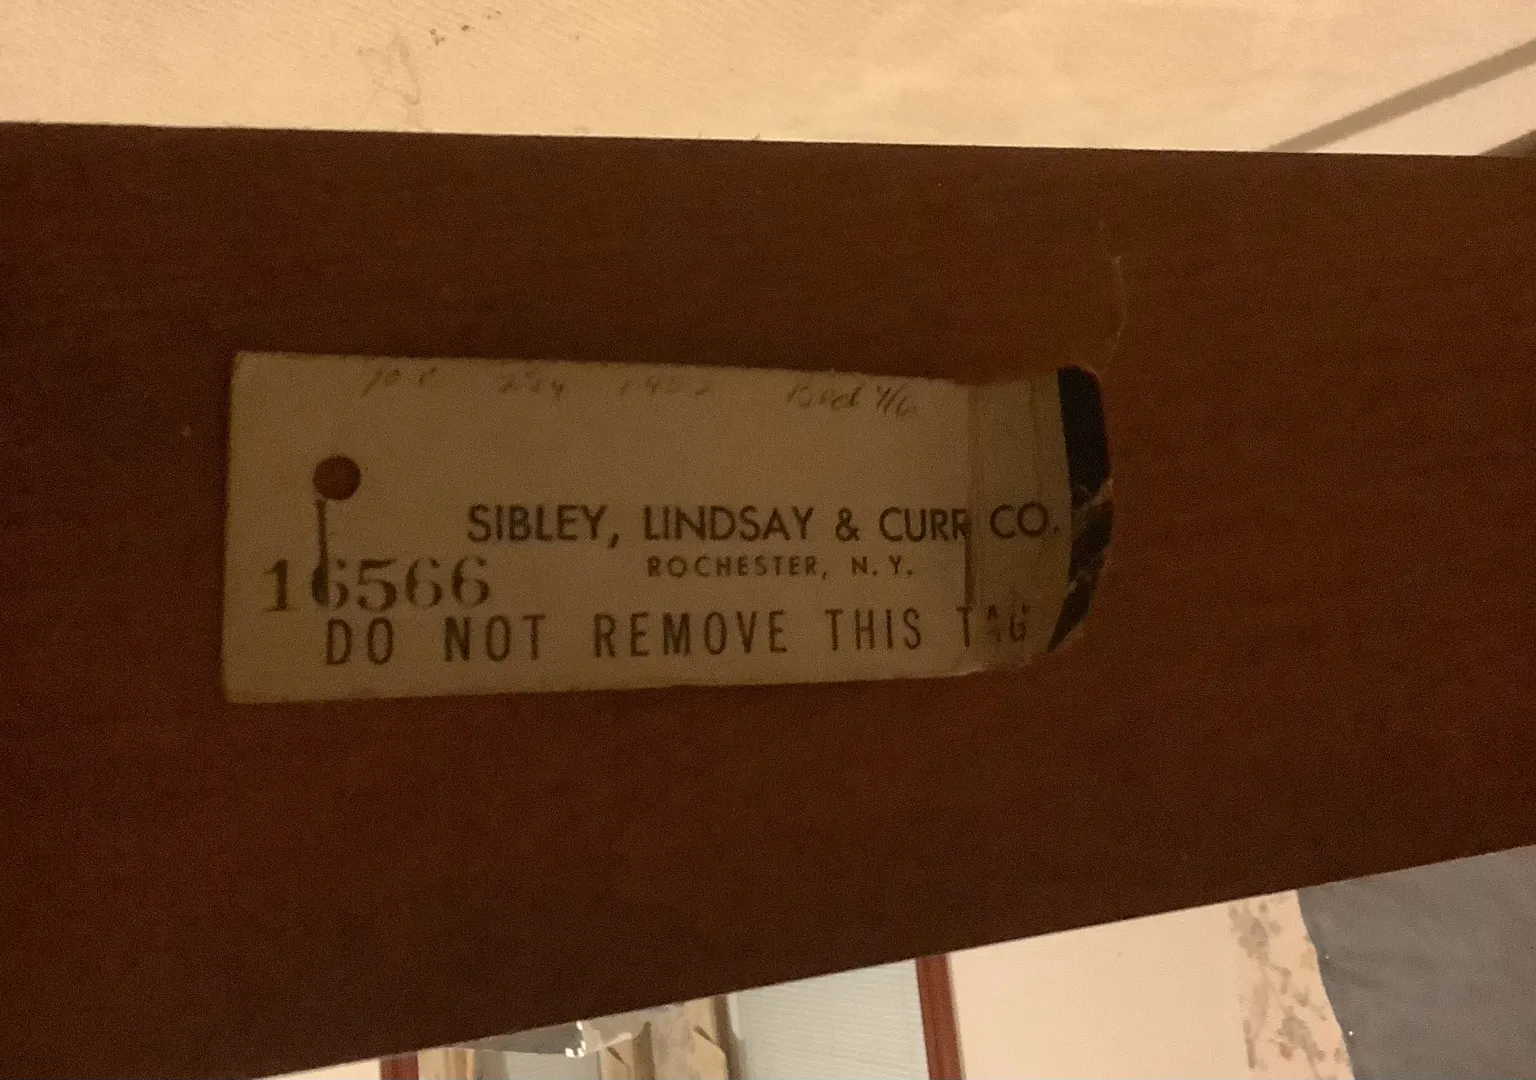 SIBLEY, LINDSAY & CURR CO.
ROCHESTER, N. Y.
16566
DO NOT REMOVE THIS TAG